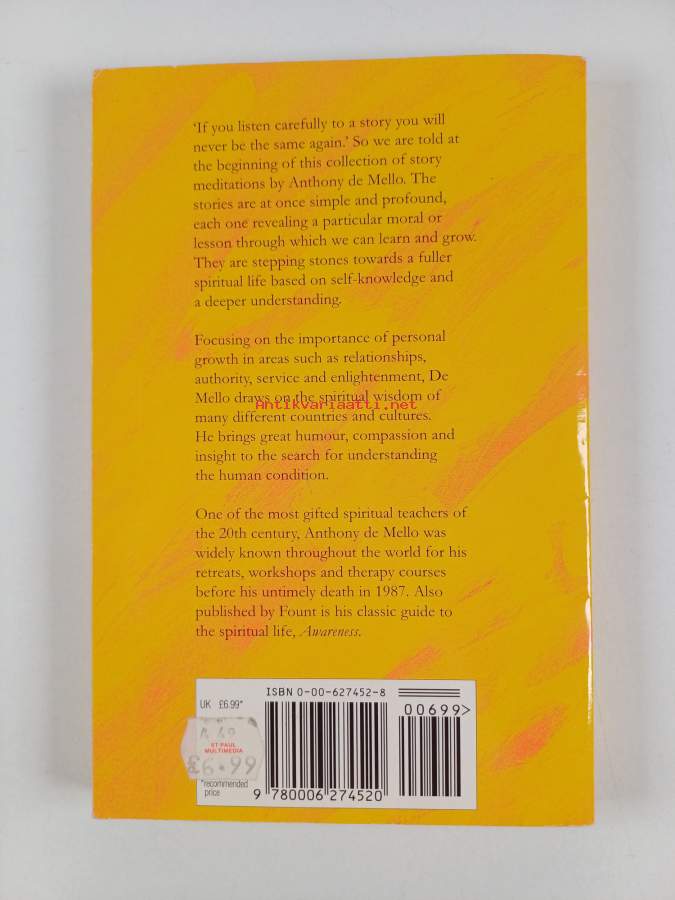 ‘If you listen carefully to a story you will
never be the same again.’ So we are told at
the beginning of this collection of story
meditations by Anthony de Mello. The
stories are at once simple and profound,
each one revealing a particular moral or
lesson through which we can learn and grow.
They are stepping stones towards a fuller
spiritual life based on self-knowledge and
a deeper understanding.
Focusing on the importance of personal
growth in areas such as relationships,
authority, service and enlightenment, De
Mello draws on the spiritual wisdom of
Antikvariaatti.net
many different countries and cultures.
He brings great humour, compassion and
insight to the search for understanding
the human condition.
One of the most gifted spiritual teachers of
the 20th century, Anthony de Mello was
widely known throughout the world for his
retreats, workshops and therapy courses
before his untimely death in 1987. Also
published by Fount is his classic guide to
the spiritual life, Awareness.
ISBN 0-00-627452-8
UK £6.99*
00699>
ST PAUL
MULTIMEDIA
£6.99
*recommended
price
9 780006 274520